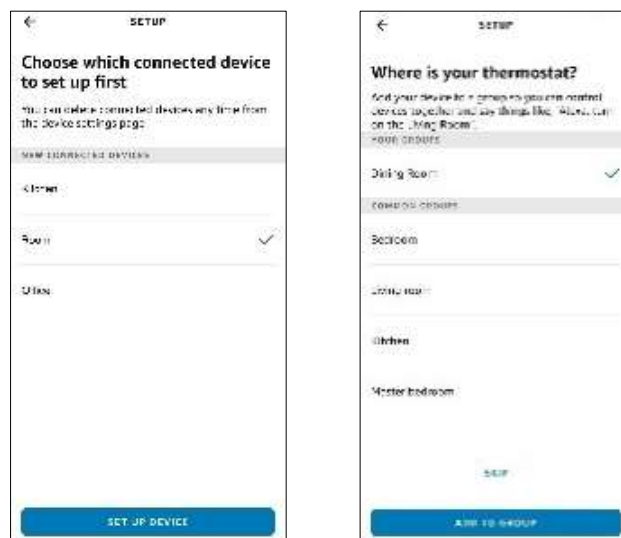 SETUP
Choose which connected device
to set up first
You can delete connected devices any time from
the device settings page
NEW CONNECTED DEVICES
Kitchen
Room
Office
SET UP DEVICE
SETUP
Where is your thermostat?
Add your device to a group so you can control
devices together and say things like, "Alexa, turn
on the Living Room".
YOUR GROUPS
Dining Room
COMMON GROUPS
Bedroom
Living room
Kitchen
Master bedroom
SKIP
ADD TO GROUP